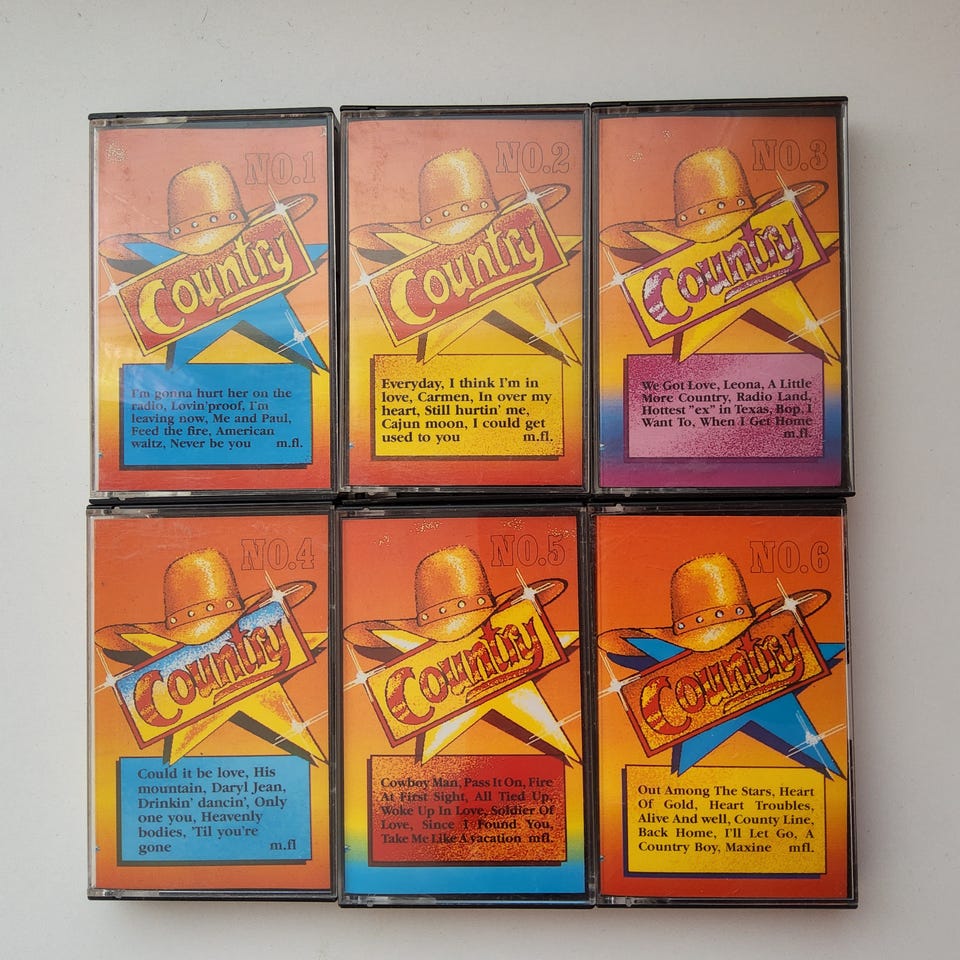 NO.1
Country
I'm gonna hurt her on the
radio, Lovin'proof, I'm
leaving now, Me and Paul,
Feed the fire, American
waltz, Never be you m.fl.
NO.2
Country
Everyday, I think I'm in
love, Carmen, In over my
heart, Still hurtin' me,
Cajun moon, I could get
used to you m.fl.
NO.3
Country
We Got Love, Leona, A Little
More Country, Radio Land,
Hottest "ex" in Texas, Bop, I
Want To, When I Get Home
m.fl.
NO.4
Country
Could it be love, His
mountain, Daryl Jean,
Drinkin' dancin', Only
one you, Heavenly
bodies, 'Til you're
gone m.fl
NO.5
Country
Cowboy Man, Pass It On, Fire
At First Sight, All Tied Up,
Woke Up In Love, Soldier Of
Love, Since I Found You,
Take Me Like A vacation mfl.
NO.6
Country
Out Among The Stars, Heart
Of Gold, Heart Troubles,
Alive And well, County Line,
Back Home, I'll Let Go, A
Country Boy, Maxine mfl.